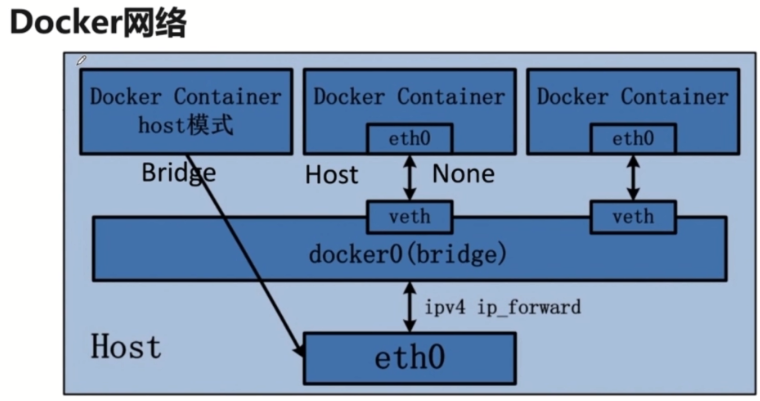 Docker网络
Docker Container
host模式
Docker Container
eth0
Docker Container
eth0
Bridge
Host
None
veth
veth
docker0(bridge)
ipv4 ip_forward
Host
eth0